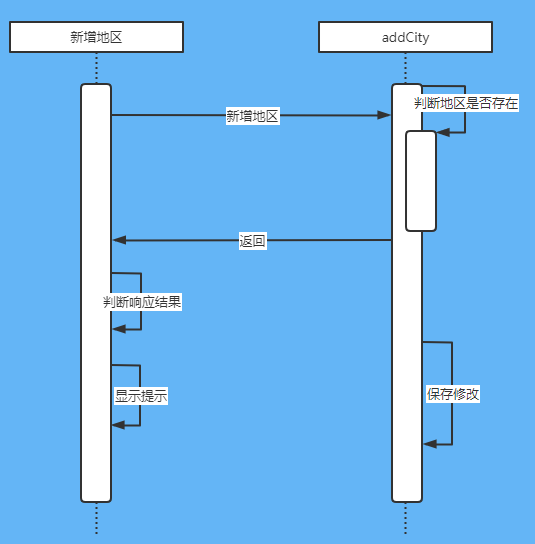 新增地区
addCity
判断地区是否存在
新增地区
返回
判断响应结果
显示提示
保存修改